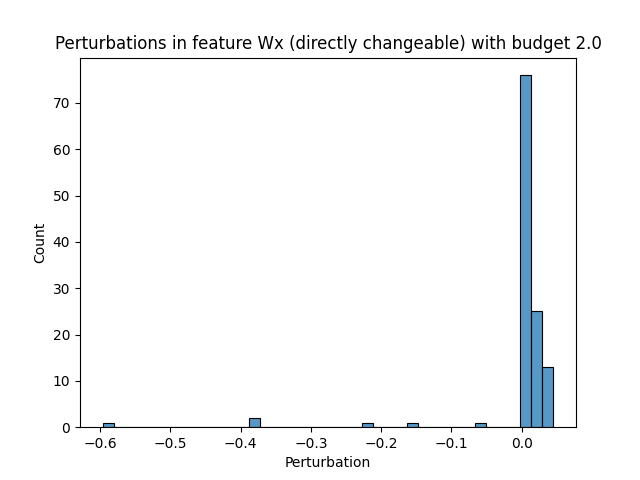 Perturbations in feature Wx (directly changeable) with budget 2.0
70
60
50
40
30
20
10
0
Count
−0.6 −0.5 −0.4 −0.3 −0.2 −0.1 0.0
Perturbation